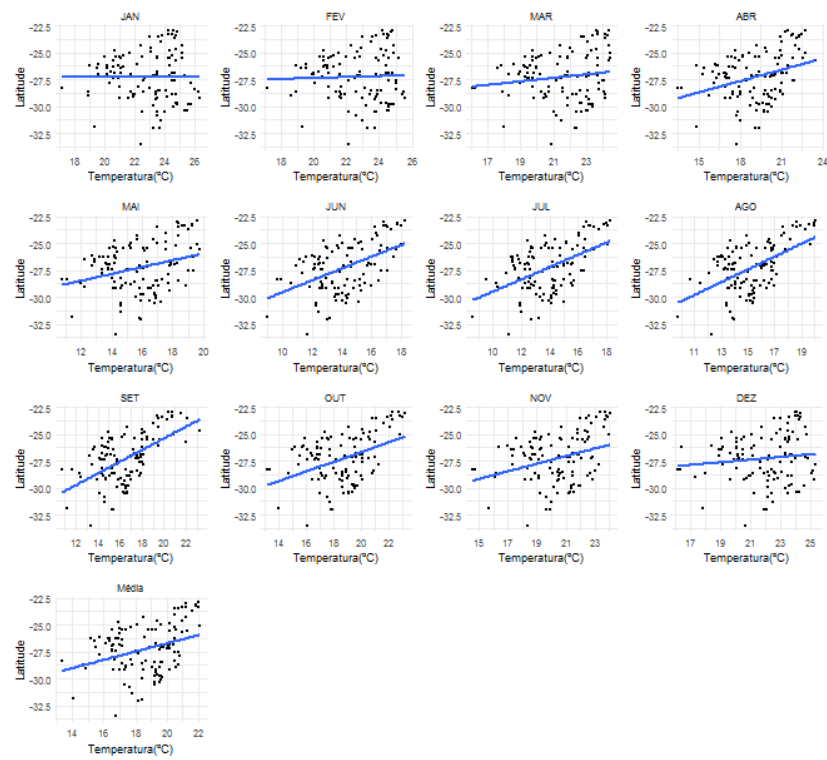 JAN FEV MAR ABR
-22.5 -22.5 -22.5 -22.5
-25.0 -25.0 -25.0 -25.0
Latitude Latitude Latitude Latitude
-27.5 -27.5 -27.5 -27.5
-30.0 -30.0 -30.0 -30.0
-32.5 -32.5 -32.5 -32.5
18 20 22 24 26 18 20 22 24 26 17 19 21 23 15 18 21 24
Temperatura(ºC) Temperatura(ºC) Temperatura(ºC) Temperatura(ºC)
MAI JUN JUL AGO
-22.5 -22.5 -22.5 -22.5
-25.0 -25.0 -25.0 -25.0
Latitude Latitude Latitude Latitude
-27.5 -27.5 -27.5 -27.5
-30.0 -30.0 -30.0 -30.0
-32.5 -32.5 -32.5 -32.5
12 14 16 18 20 10 12 14 16 18 10 12 14 16 18 11 13 15 17 19
Temperatura(ºC) Temperatura(ºC) Temperatura(ºC) Temperatura(ºC)
SET OUT NOV DEZ
-22.5 -22.5 -22.5 -22.5
-25.0 -25.0 -25.0 -25.0
Latitude Latitude Latitude Latitude
-27.5 -27.5 -27.5 -27.5
-30.0 -30.0 -30.0 -30.0
-32.5 -32.5 -32.5 -32.5
12 14 16 18 20 22 14 16 18 20 22 15 17 19 21 23 17 19 21 23 25
Temperatura(ºC) Temperatura(ºC) Temperatura(ºC) Temperatura(ºC)
Média
-22.5
-25.0
Latitude
-27.5
-30.0
-32.5
14 16 18 20 22
Temperatura(ºC)